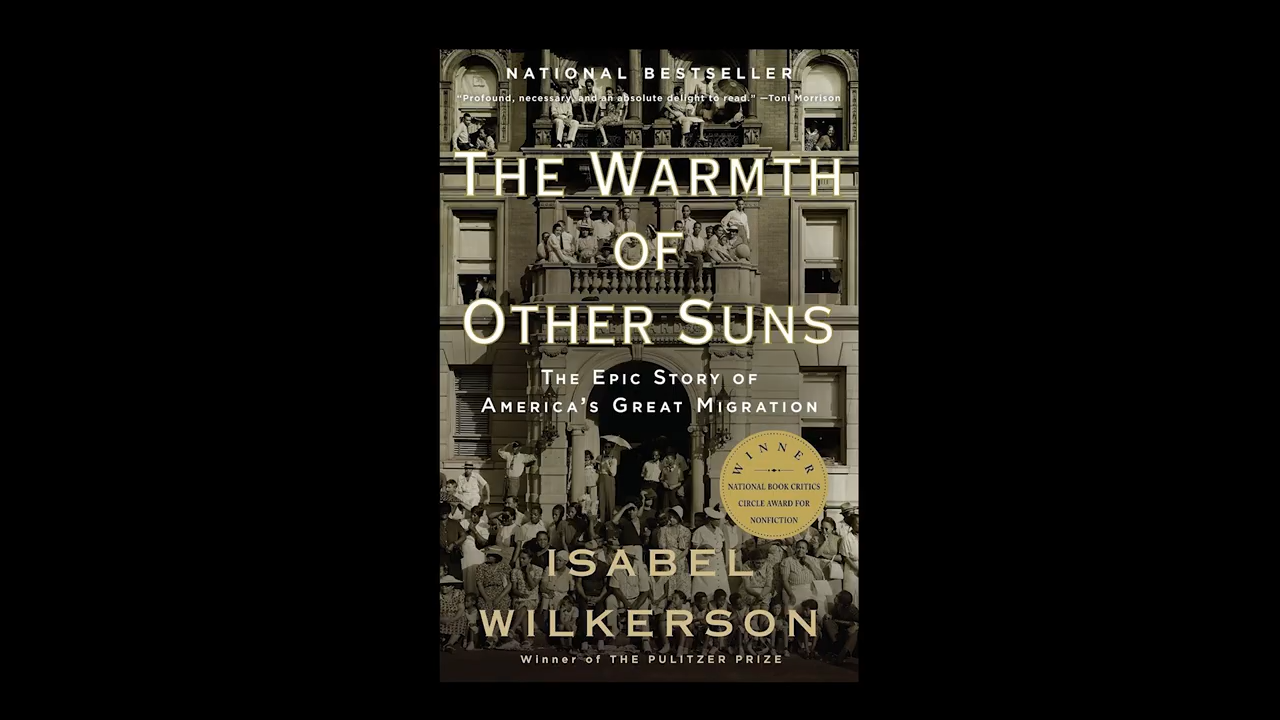 NATIONAL BESTSELLER
“Profound, necessary, and an absolute delight to read.” —Toni Morrison
THE WARMTH
OF
OTHER SUNS
THE EPIC STORY OF
AMERICA’S GREAT MIGRATION
WINNER
NATIONAL BOOK CRITICS
CIRCLE AWARD FOR
NONFICTION
ISABEL
WILKERSON
Winner of THE PULITZER PRIZE